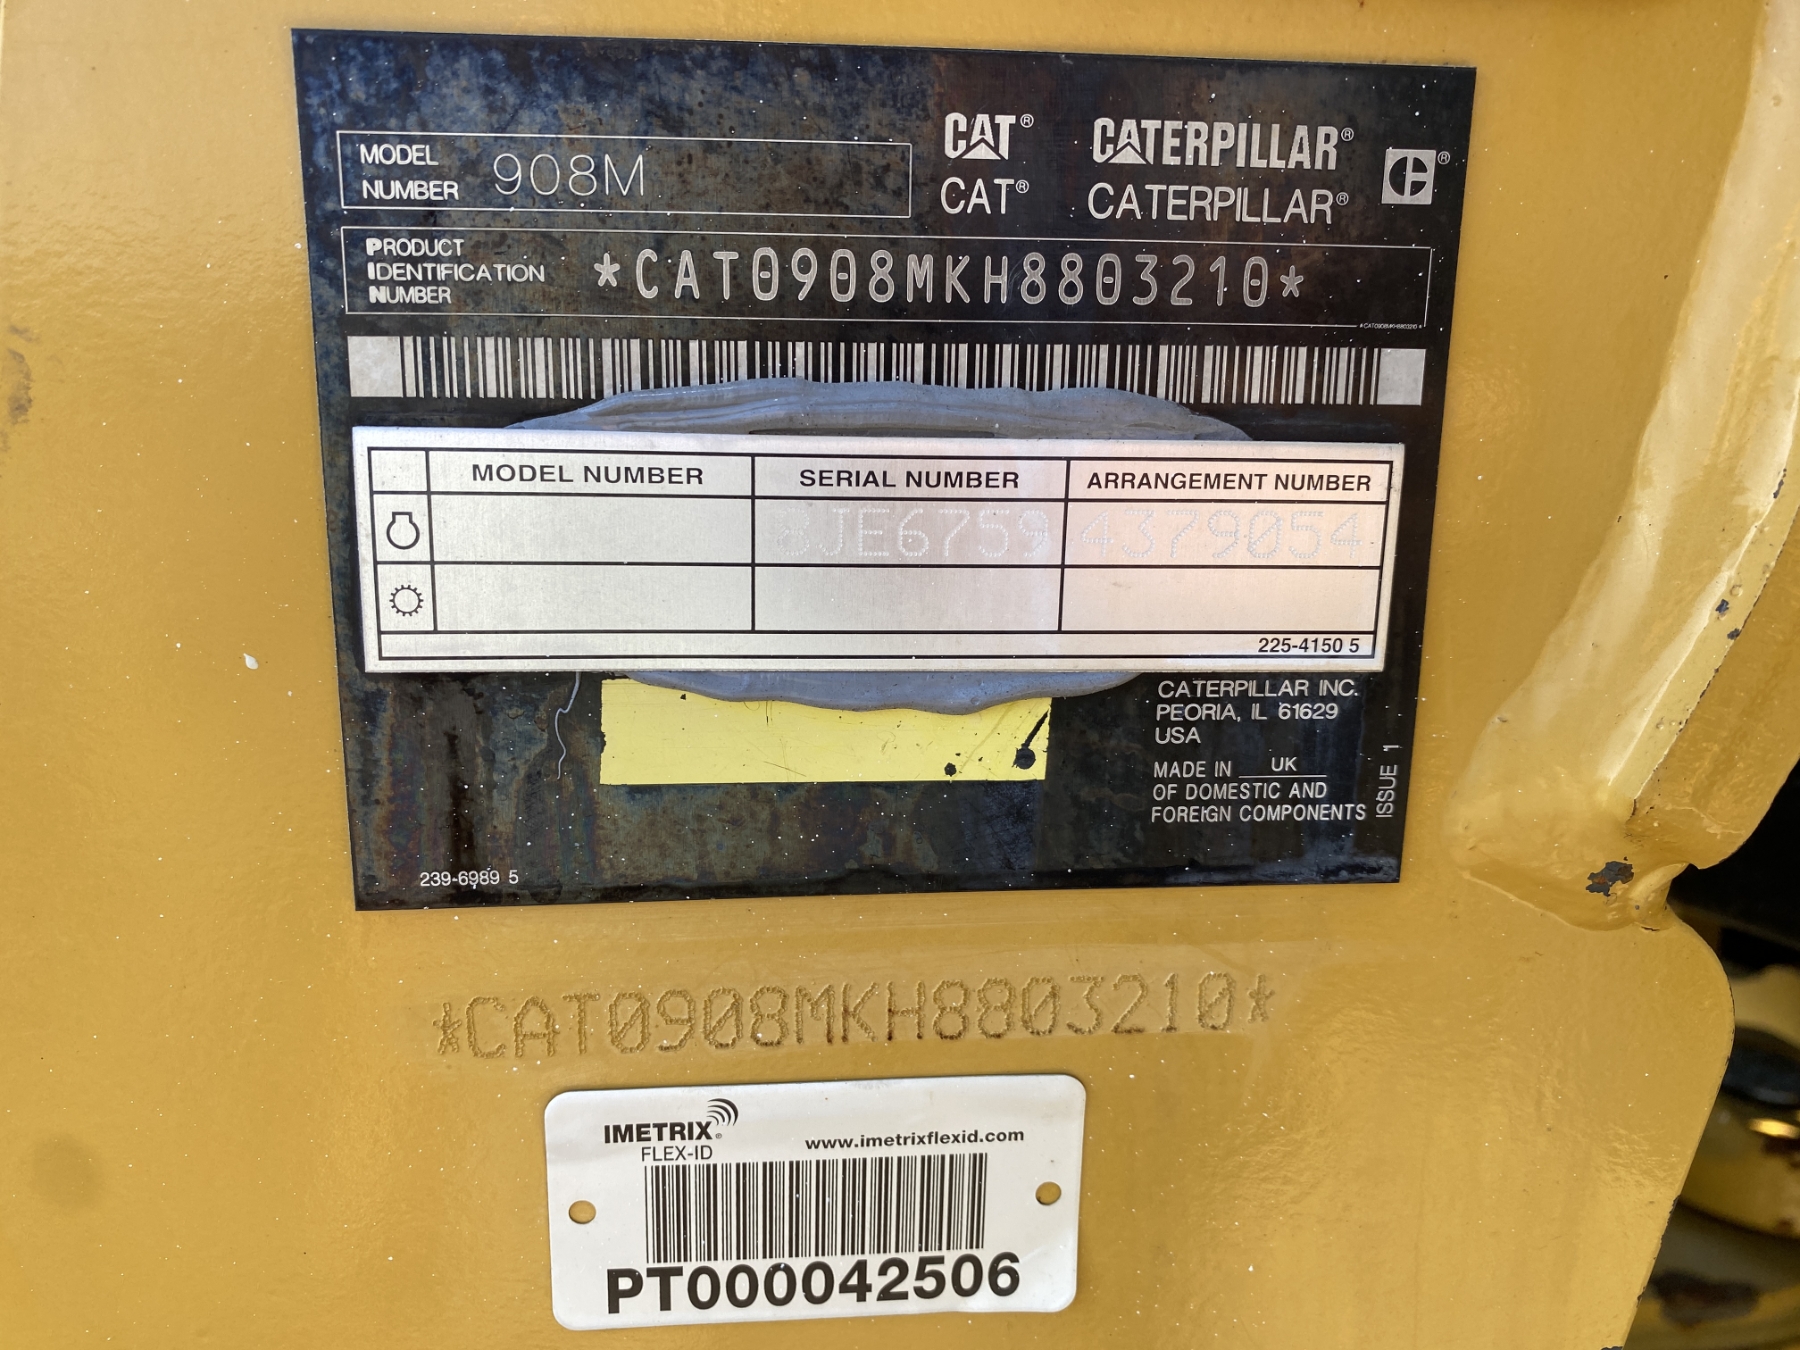 CAT® CATERPILLAR®
MODEL NUMBER 908M
CAT® CATERPILLAR®
PRODUCT
IDENTIFICATION
NUMBER
*CAT0908MKH8803210*
*CAT0908MKH8803210*
MODEL NUMBER SERIAL NUMBER ARRANGEMENT NUMBER
8JE6759 4379054
225-4150 5
CATERPILLAR INC.
PEORIA, IL 61629
USA
MADE IN UK
OF DOMESTIC AND
FOREIGN COMPONENTS
ISSUE 1
239-6989 5
*CAT0908MKH8803210*
IMETRIX®
FLEX-ID
www.imetrixflexid.com
PT000042506